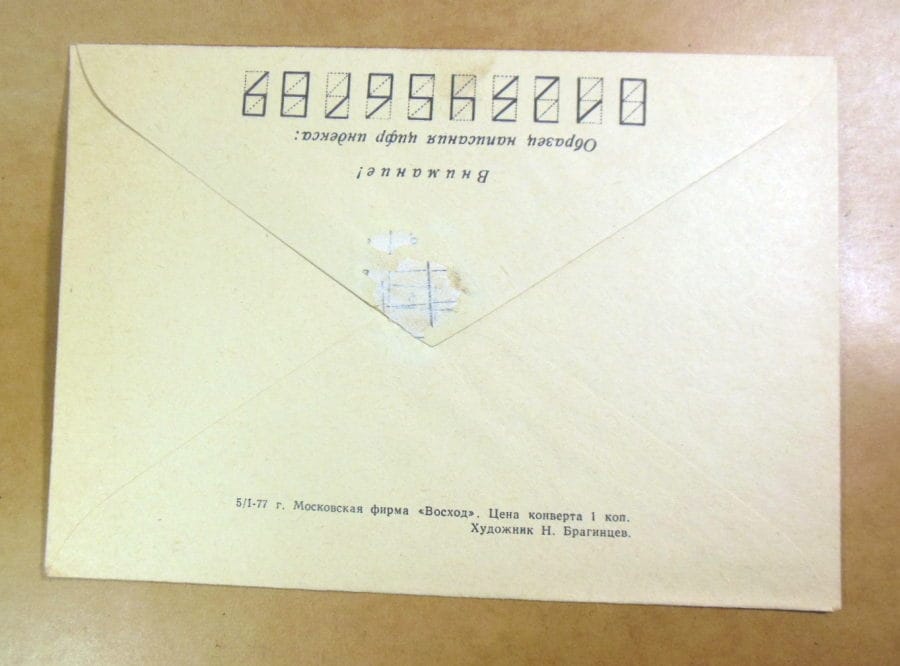 Внимание!
Образец написания цифр индекса:
0123456789
5/I-77 г. Московская фирма «Восход». Цена конверта 1 коп.
Художник Н. Брагинцев.